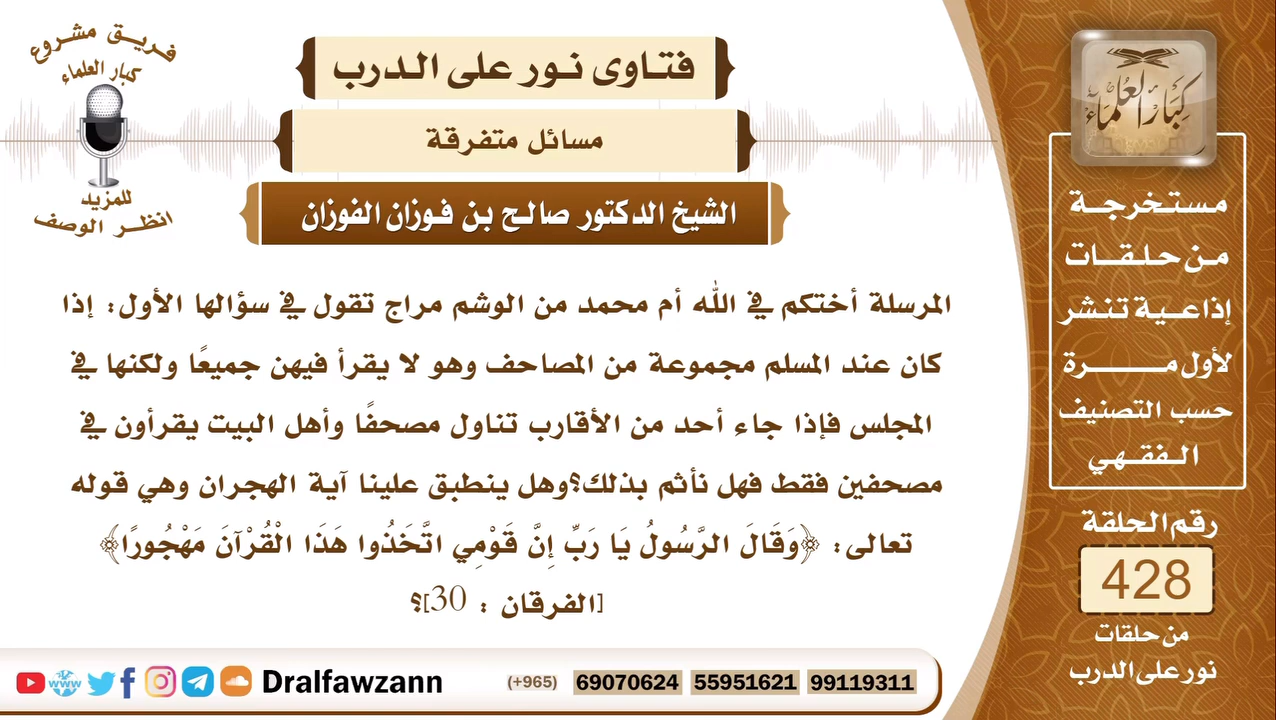 فريق مشروع
كبار العلماء
للمزيد
انظر الوصف
فتاوى نور على الدرب
مسائل متفرقة
الشيخ الدكتور صالح بن فوزان الفوزان
المرسلة أختكم في الله أم محمد من الوشم مراج تقول في سؤالها الأول: إذا
كان عند المسلم مجموعة من المصاحف وهو لا يقرأ فيهن جميعًا ولكنها في
المجلس فإذا جاء أحد من الأقارب تناول مصحفًا وأهل البيت يقرأون في
مصحفين فقط فهل نأثم بذلك؟وهل ينطبق علينا آية الهجران وهي قوله
تعالى: ﴿وَقَالَ الرَّسُولُ يَا رَبِّ إِنَّ قَوْمِي اتَّخَذُوا هَذَا الْقُرْآنَ مَهْجُورًا﴾
[الفرقان : 30]؟
كبار العلماء
مستخرجة
من حلقات
إذاعية تنشر
لأول مرة
حسب التصنيف
الفقهي
رقم الحلقة
428
من حلقات
نور على الدرب
www Dralfawzann (+965) 69070624 55951621 99119311